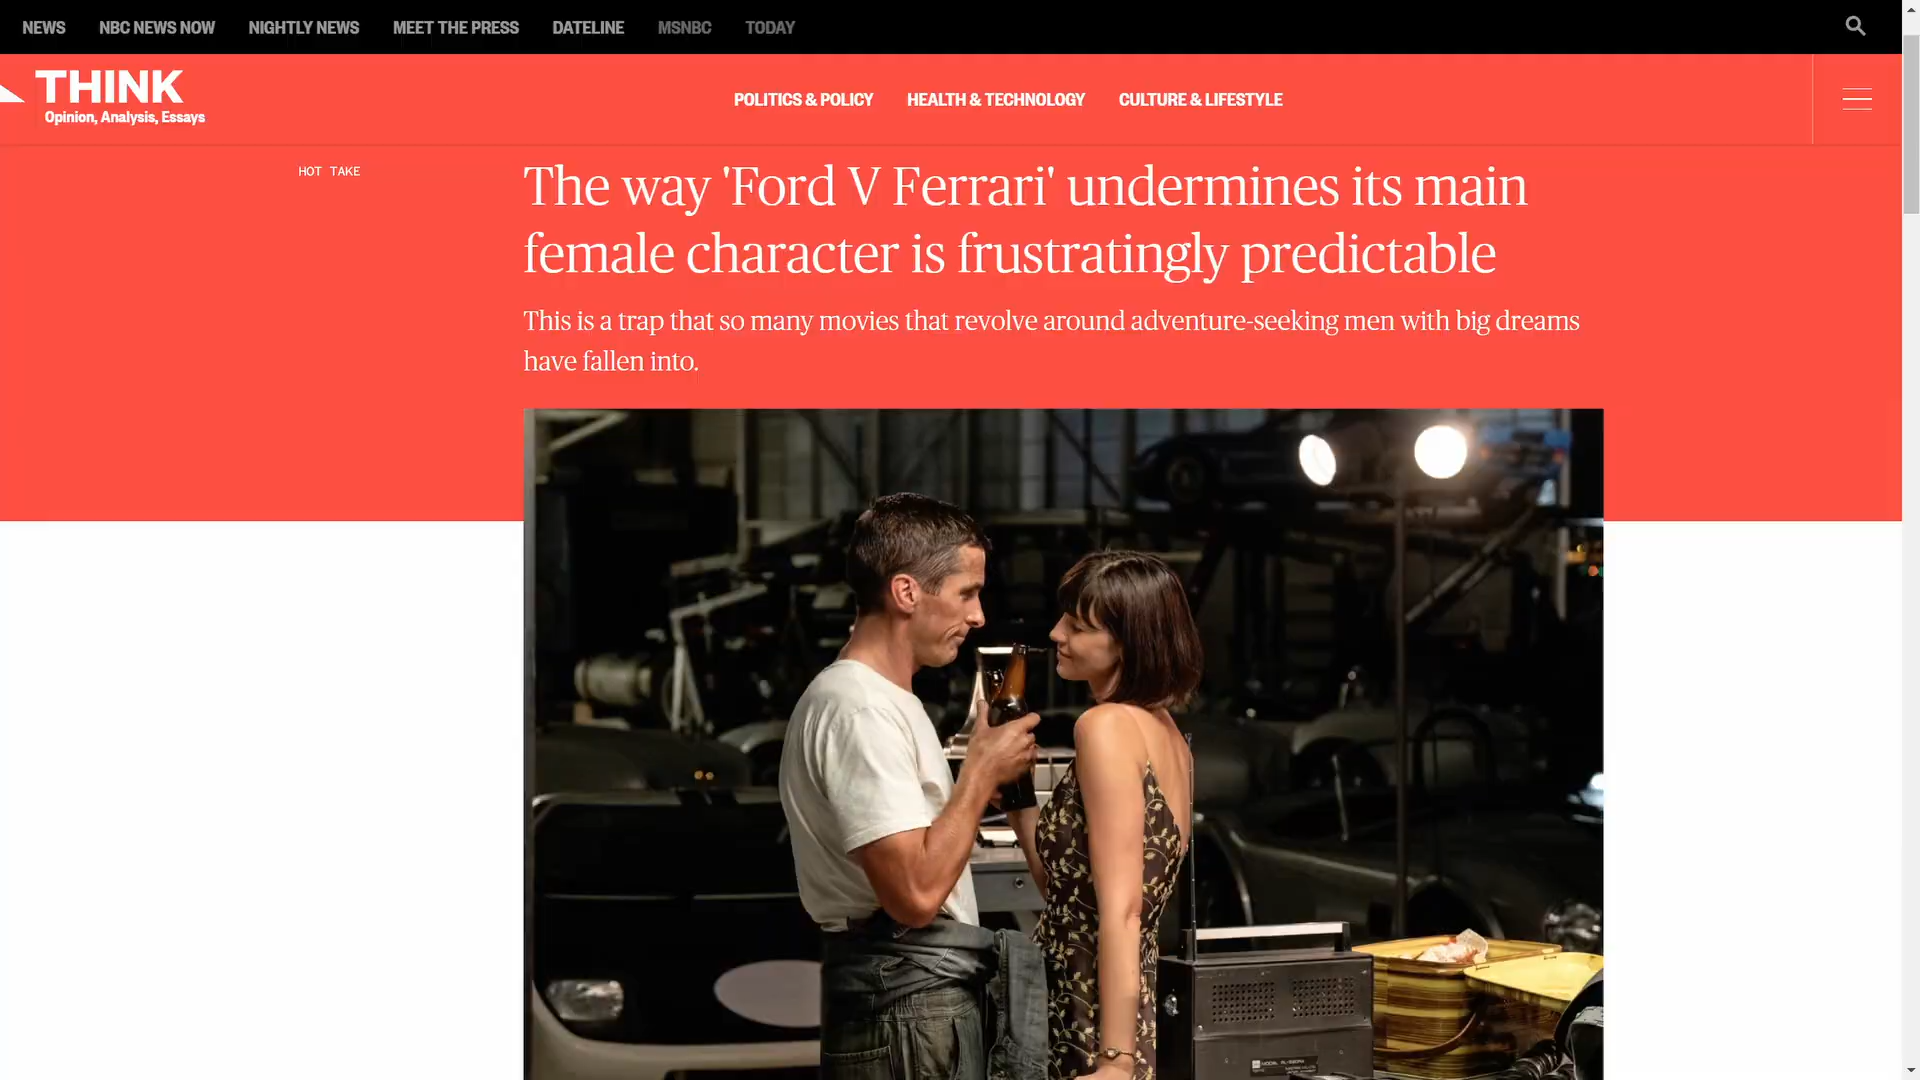 NEWS NBC NEWS NOW NIGHTLY NEWS MEET THE PRESS DATELINE MSNBC TODAY
THINK
Opinion, Analysis, Essays
POLITICS & POLICY HEALTH & TECHNOLOGY CULTURE & LIFESTYLE
HOT TAKE
The way 'Ford V Ferrari' undermines its main
female character is frustratingly predictable
This is a trap that so many movies that revolve around adventure-seeking men with big dreams
have fallen into.